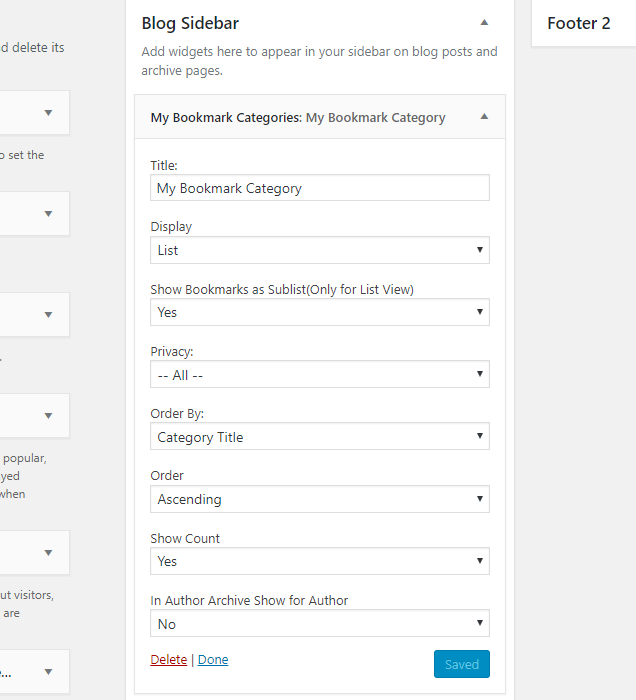 d delete its
o set the
.
popular,
yed
when
ut visitors,
are
e...
Blog Sidebar
Add widgets here to appear in your sidebar on blog posts and
archive pages.
My Bookmark Categories: My Bookmark Category
Title:
My Bookmark Category
Display
List
Show Bookmarks as Sublist(Only for List View)
Yes
Privacy:
-- All --
Order By:
Category Title
Order
Ascending
Show Count
Yes
In Author Archive Show for Author
No
Delete | Done
Saved
Footer 2